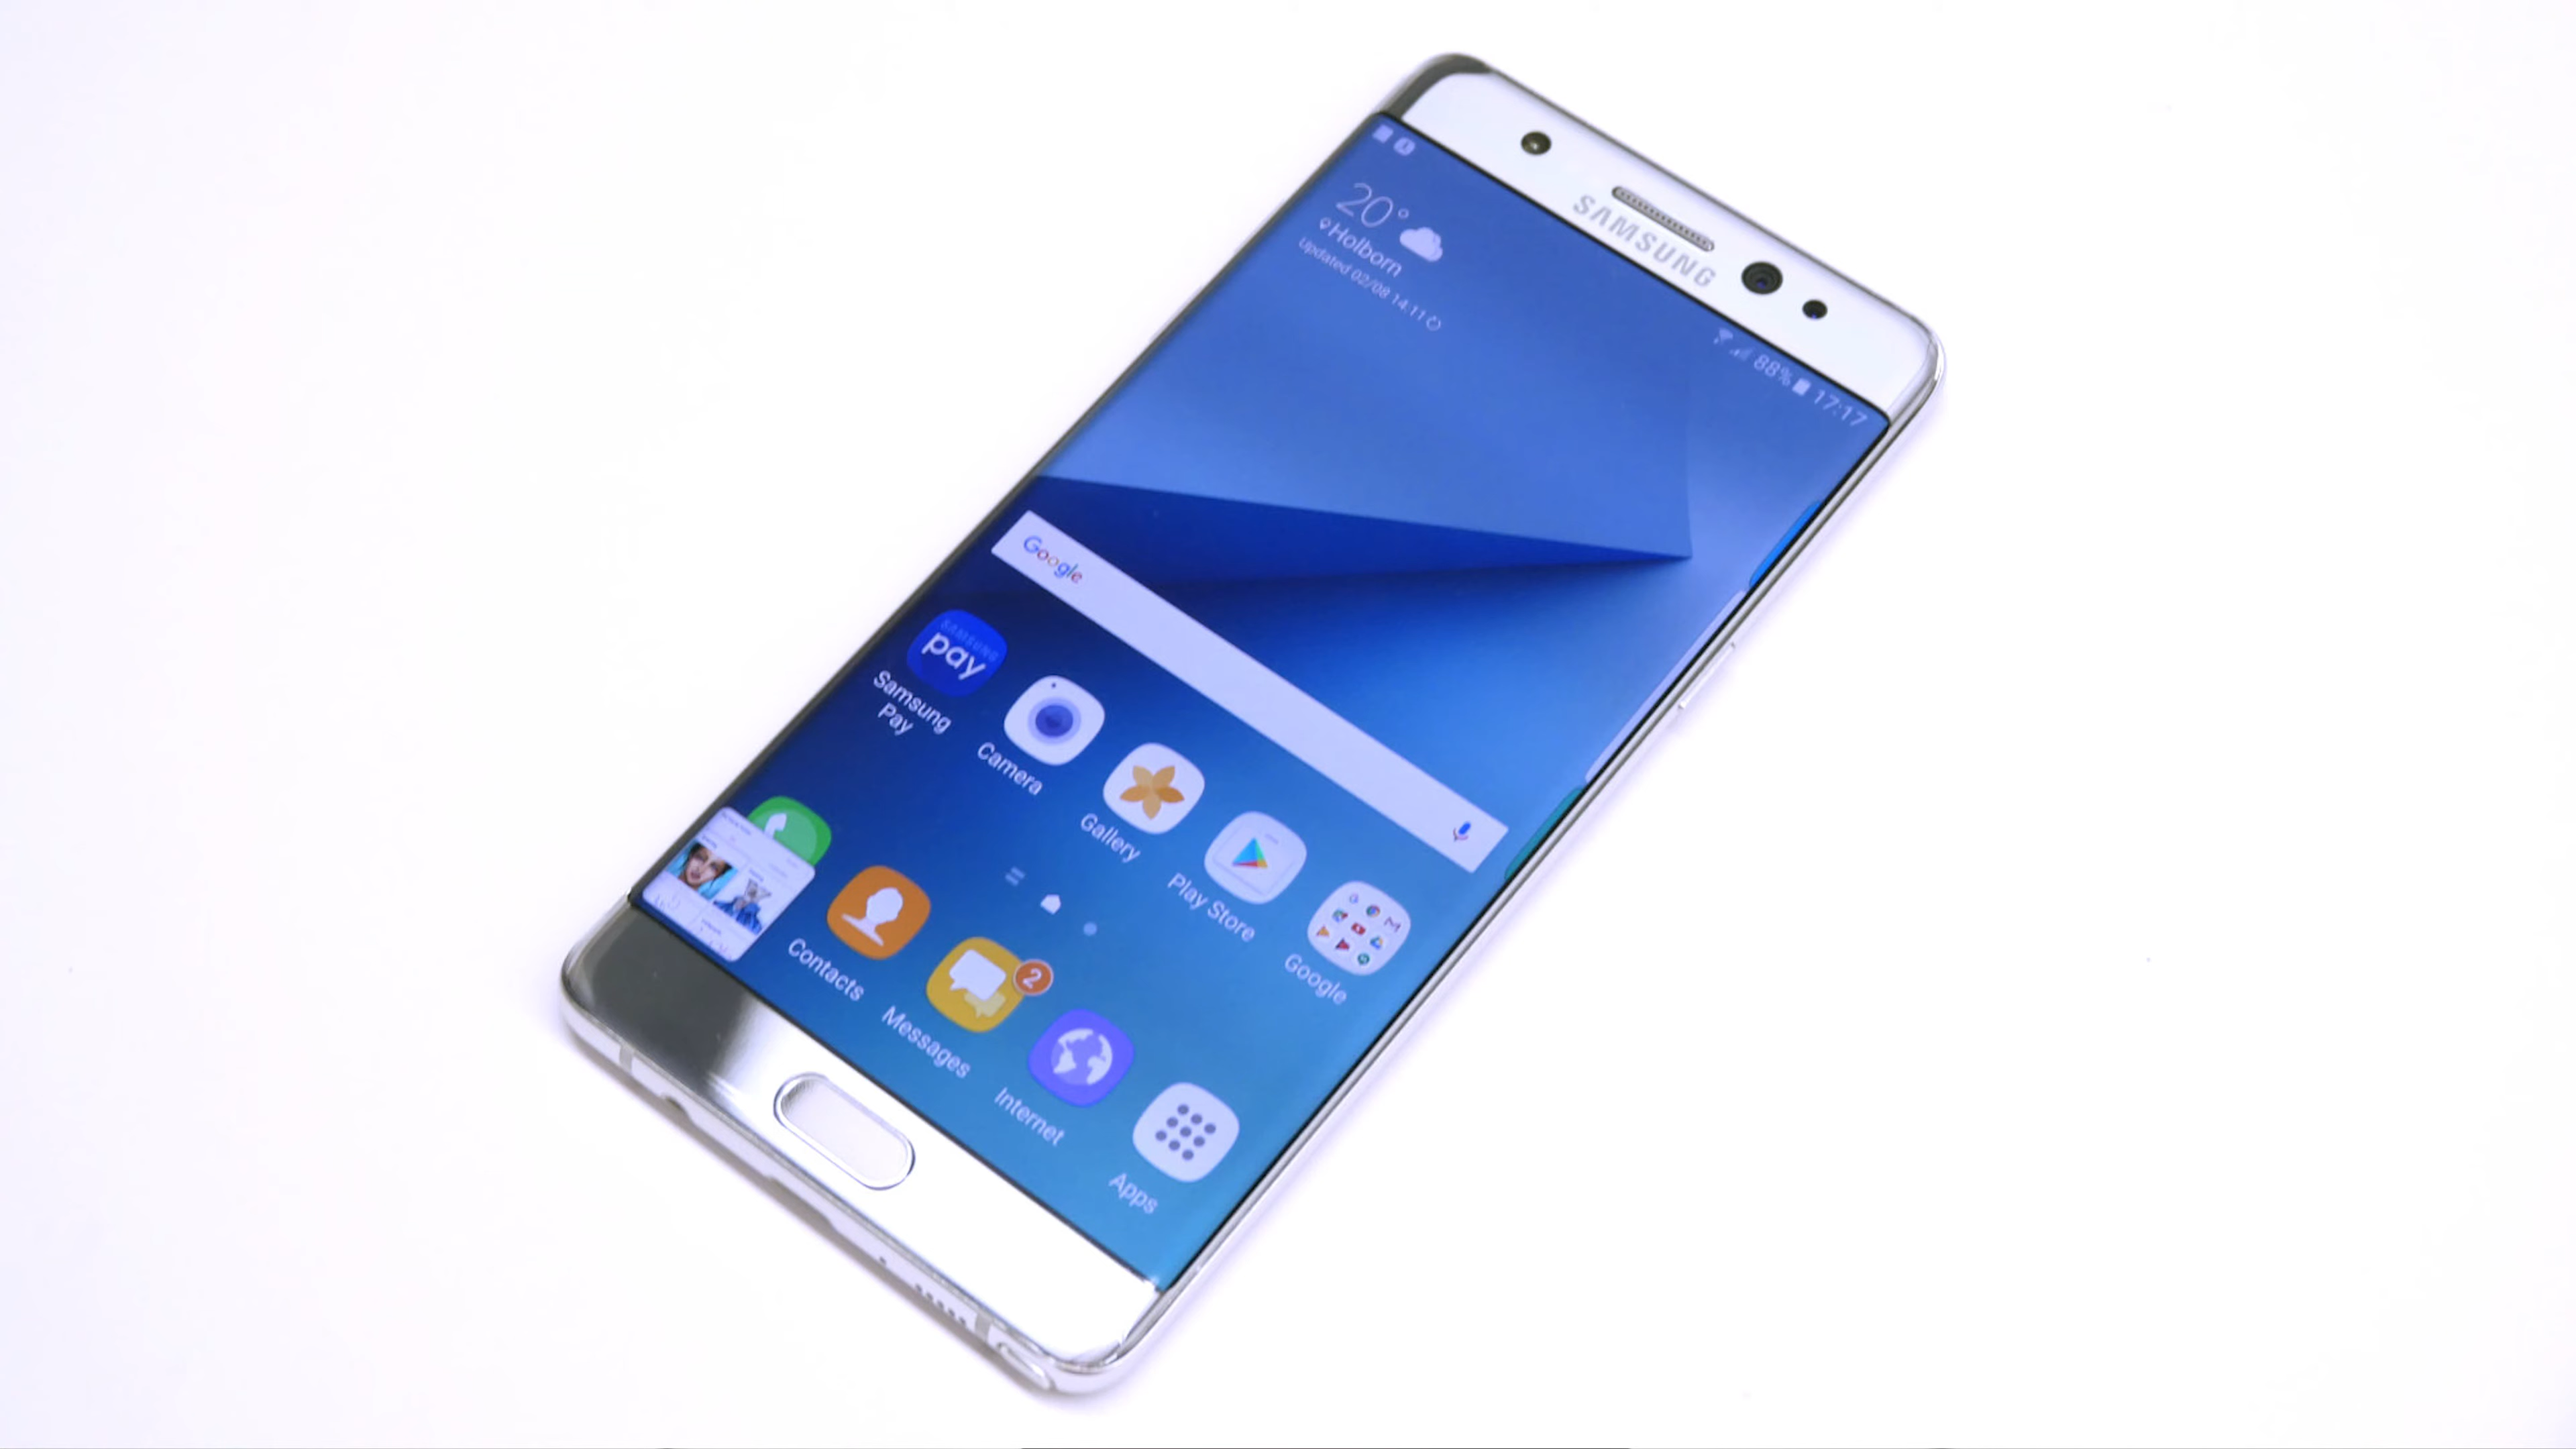 SAMSUNG
88% 17:17
20°
Holborn
Updated 02/08 14:11
Google
SAMSUNG
pay
Samsung
Pay
Camera
Gallery
Play Store
Google
Contacts
2
Messages
Internet
Apps